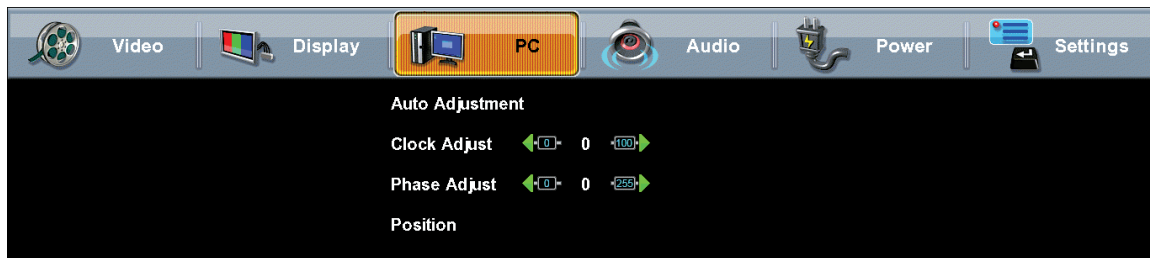 Video Display PC Audio Power Settings
Auto Adjustment
Clock Adjust 0 0 100
Phase Adjust 0 0 255
Position